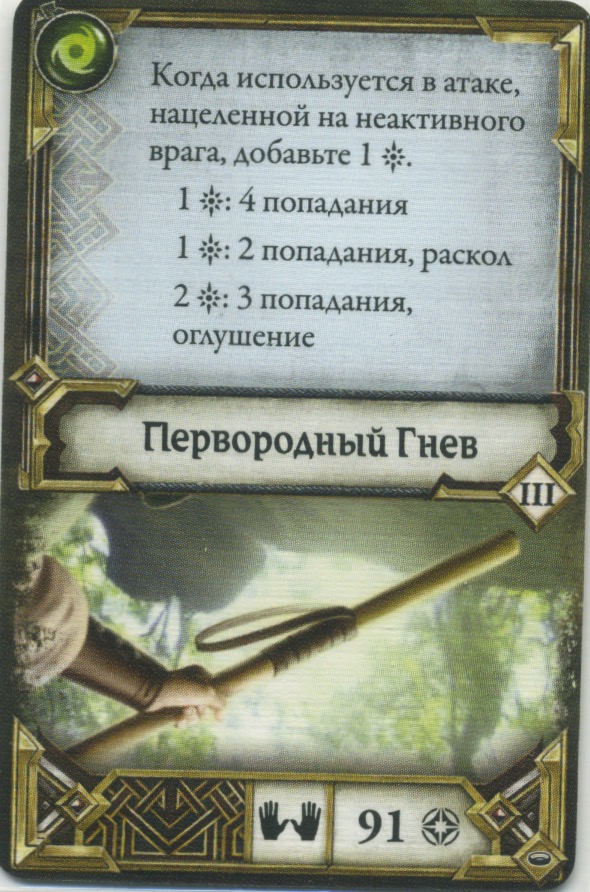 Когда используется в атаке,
нацеленной на неактивного
врага, добавьте 1 ☀.
1 ☀: 4 попадания
1 ☀: 2 попадания, раскол
2 ☀: 3 попадания,
оглушение
Первородный Гнев
III
91